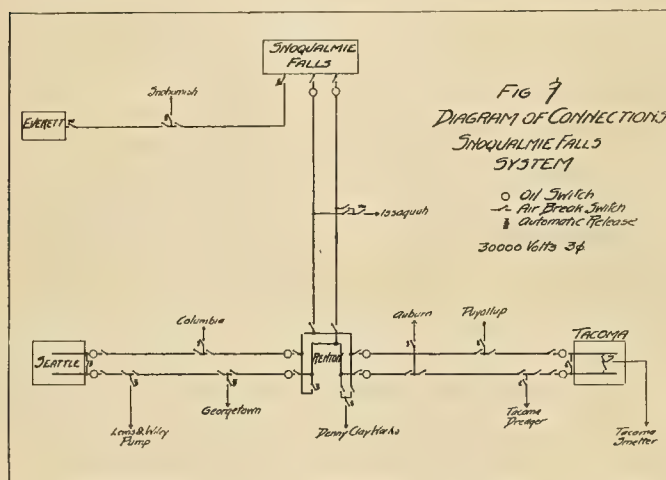 SNOQUALMIE
FALLS
FIG 7
DIAGRAM OF CONNECTIONS
SNOQUALMIE FALLS
SYSTEM
Oil Switch
Air Break Switch
Automatic Release
30000 Volts 3ϕ
Snohomish
EVERETT
Issaquah
Columbia
Auburn
Puyallup
TACOMA
SEATTLE
RENTON
Lewis & Wiley
Pump
Georgetown
Denny Clay Works
Tacoma
Dredger
Tacoma
Smelter